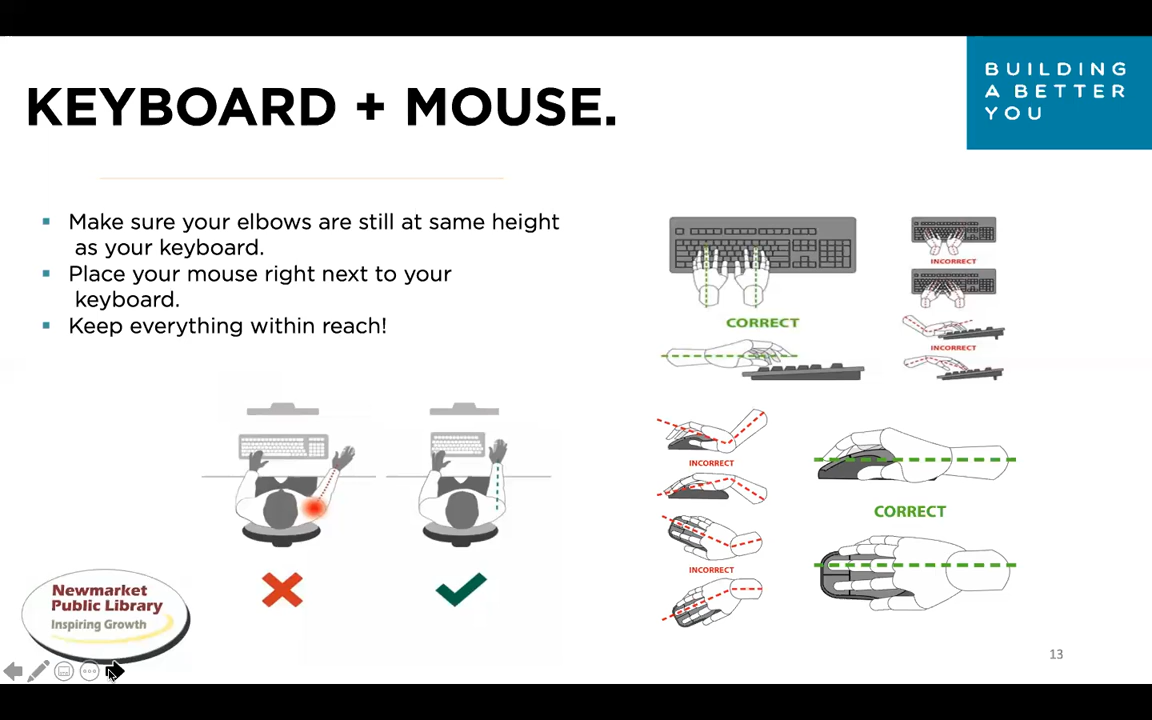 KEYBOARD + MOUSE.
BUILDING
A BETTER
YOU
▪ Make sure your elbows are still at same height
as your keyboard.
▪ Place your mouse right next to your
keyboard.
▪ Keep everything within reach!
CORRECT
INCORRECT
INCORRECT
INCORRECT
INCORRECT
CORRECT
Newmarket
Public Library
Inspiring Growth
13